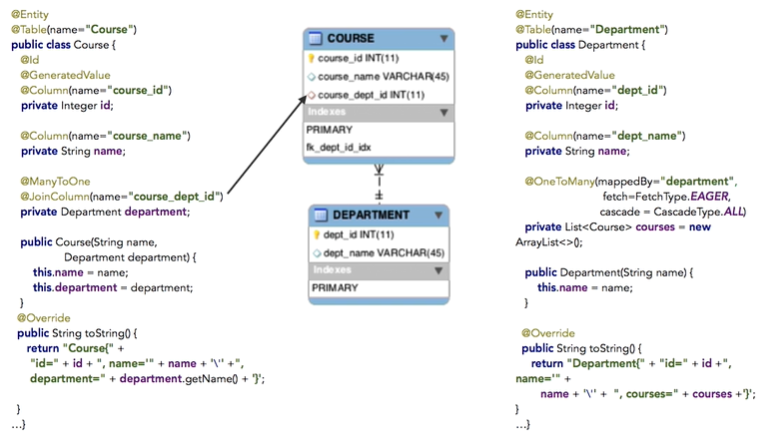 @Entity
@Table(name="Course")
public class Course {
@Id
@GeneratedValue
@Column(name="course_id")
private Integer id;
@Column(name="course_name")
private String name;
@ManyToOne
@JoinColumn(name="course_dept_id")
private Department department;
public Course(String name,
Department department) {
this.name = name;
this.department = department;
}
@Override
public String toString() {
return "Course{" +
"id=" + id + ", name='" + name + '\'' +",
department=" + department.getName() + '}';
}
...}
COURSE
course_id INT(11)
course_name VARCHAR(45)
course_dept_id INT(11)
Indexes
PRIMARY
fk_dept_id_idx
DEPARTMENT
dept_id INT(11)
dept_name VARCHAR(45)
Indexes
PRIMARY
@Entity
@Table(name="Department")
public class Department {
@Id
@GeneratedValue
@Column(name="dept_id")
private Integer id;
@Column(name="dept_name")
private String name;
@OneToMany(mappedBy="department",
fetch=FetchType.EAGER,
cascade = CascadeType.ALL)
private List<Course> courses = new
ArrayList<>();
public Department(String name) {
this.name = name;
}
@Override
public String toString() {
return "Department{" + "id=" + id +",
name='" +
name + '\'' + ", courses=" + courses +'}';
}
...}